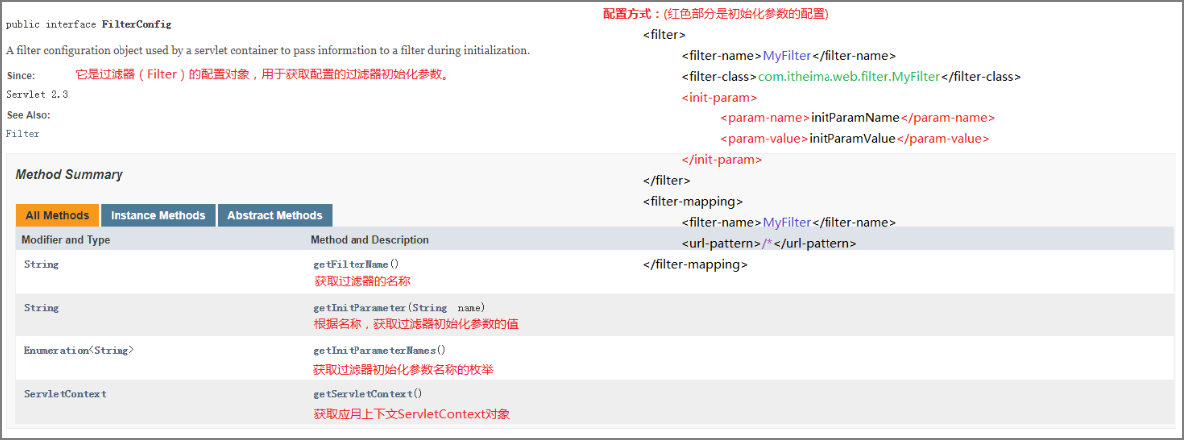 public interface FilterConfig
A filter configuration object used by a servlet container to pass information to a filter during initialization.
Since:
它是过滤器（Filter）的配置对象，用于获取配置的过滤器初始化参数。
Servlet 2.3
See Also:
Filter
配置方式：(红色部分是初始化参数的配置)
<filter>
<filter-name>MyFilter</filter-name>
<filter-class>com.itheima.web.filter.MyFilter</filter-class>
<init-param>
<param-name>initParamName</param-name>
<param-value>initParamValue</param-value>
</init-param>
</filter>
<filter-mapping>
<filter-name>MyFilter</filter-name>
<url-pattern>/*</url-pattern>
</filter-mapping>
Method Summary
All Methods Instance Methods Abstract Methods
Modifier and Type Method and Description
String getFilterName()
获取过滤器的名称
String getInitParameter(String name)
根据名称，获取过滤器初始化参数的值
Enumeration<String> getInitParameterNames()
获取过滤器初始化参数名称的枚举
ServletContext getServletContext()
获取应用上下文ServletContext对象